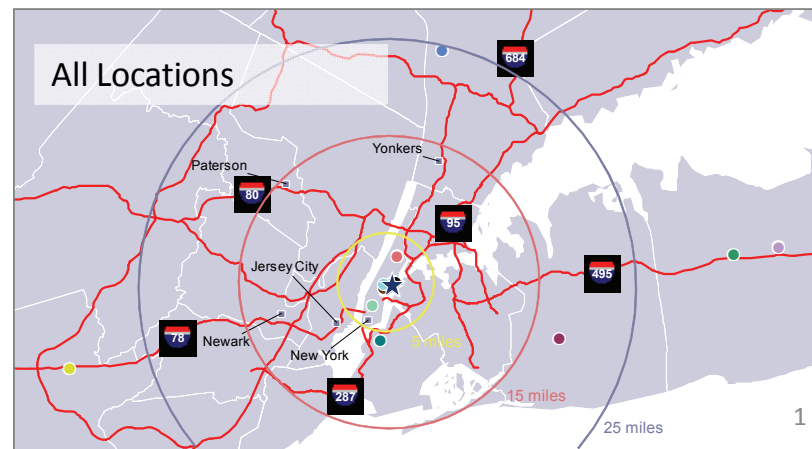 All Locations
684
Yonkers
Paterson
80
95
Jersey City
495
Newark
78
New York
5 miles
287
15 miles
25 miles
1